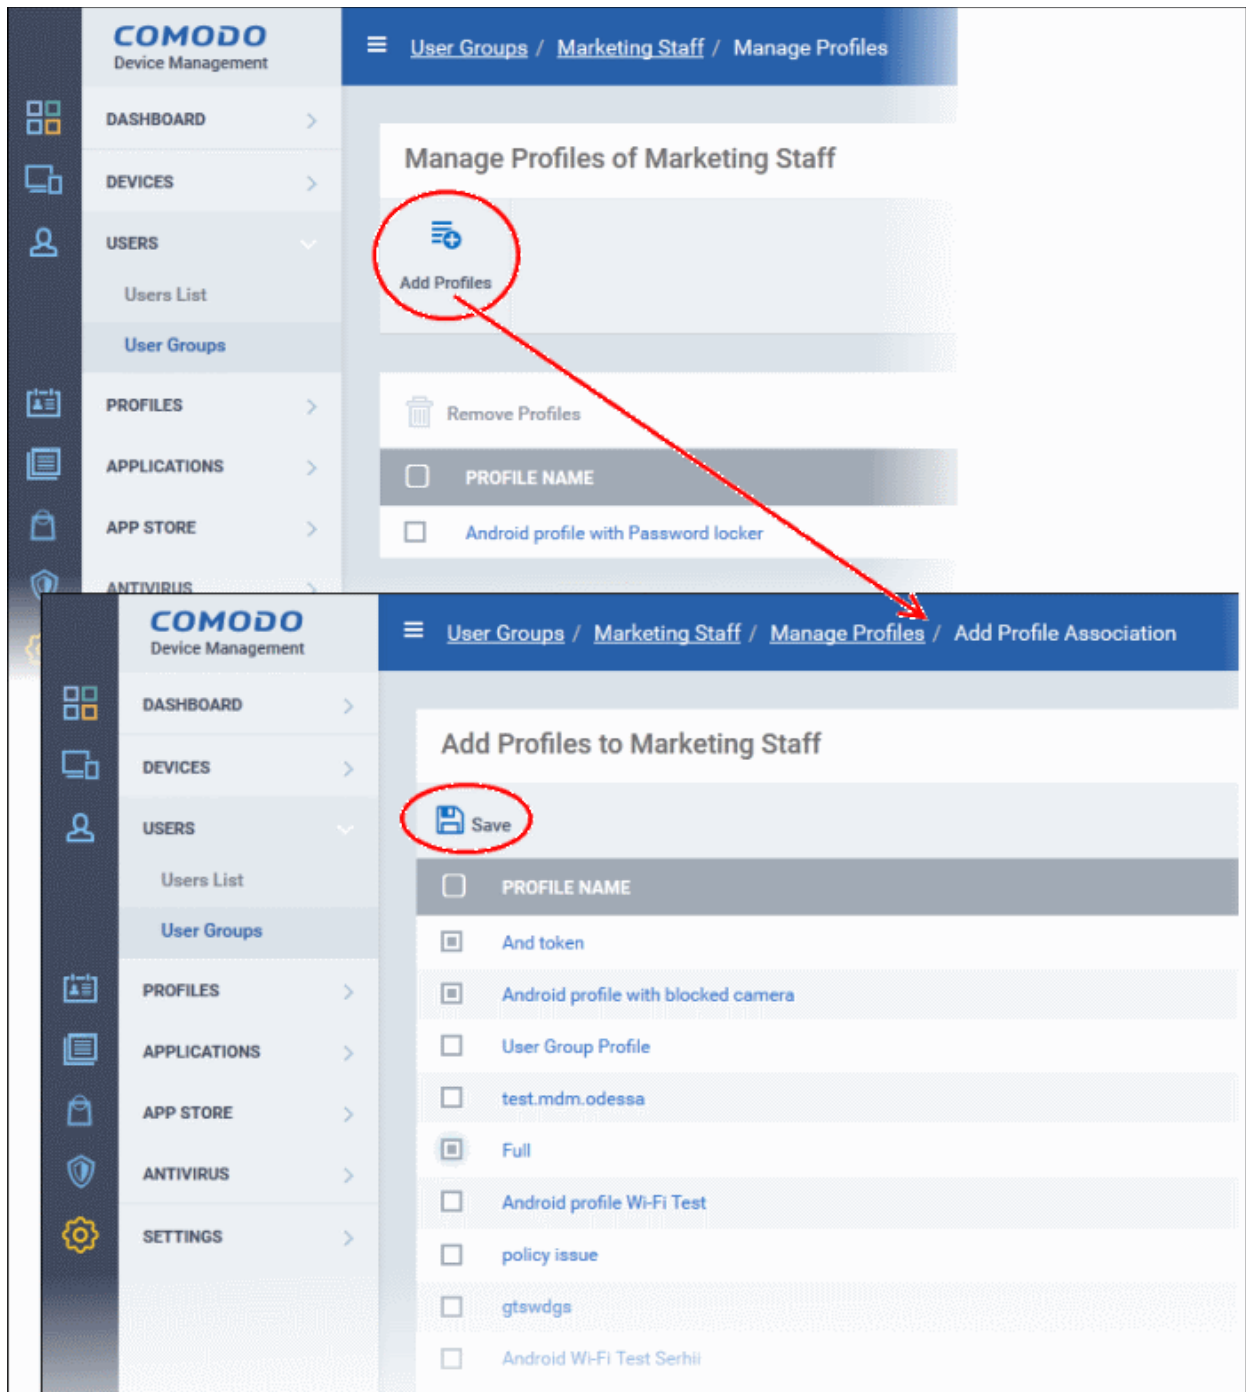 COMODO
Device Management
User Groups / Marketing Staff / Manage Profiles
DASHBOARD
DEVICES
USERS
Users List
User Groups
PROFILES
APPLICATIONS
APP STORE
ANTIVIRUS
Manage Profiles of Marketing Staff
Add Profiles
Remove Profiles
PROFILE NAME
Android profile with Password locker
COMODO
Device Management
User Groups / Marketing Staff / Manage Profiles / Add Profile Association
DASHBOARD
DEVICES
USERS
Users List
User Groups
PROFILES
APPLICATIONS
APP STORE
ANTIVIRUS
SETTINGS
Add Profiles to Marketing Staff
Save
PROFILE NAME
And token
Android profile with blocked camera
User Group Profile
test.mdm.odessa
Full
Android profile Wi-Fi Test
policy issue
gtswdgs
Android Wi-Fi Test Serhii